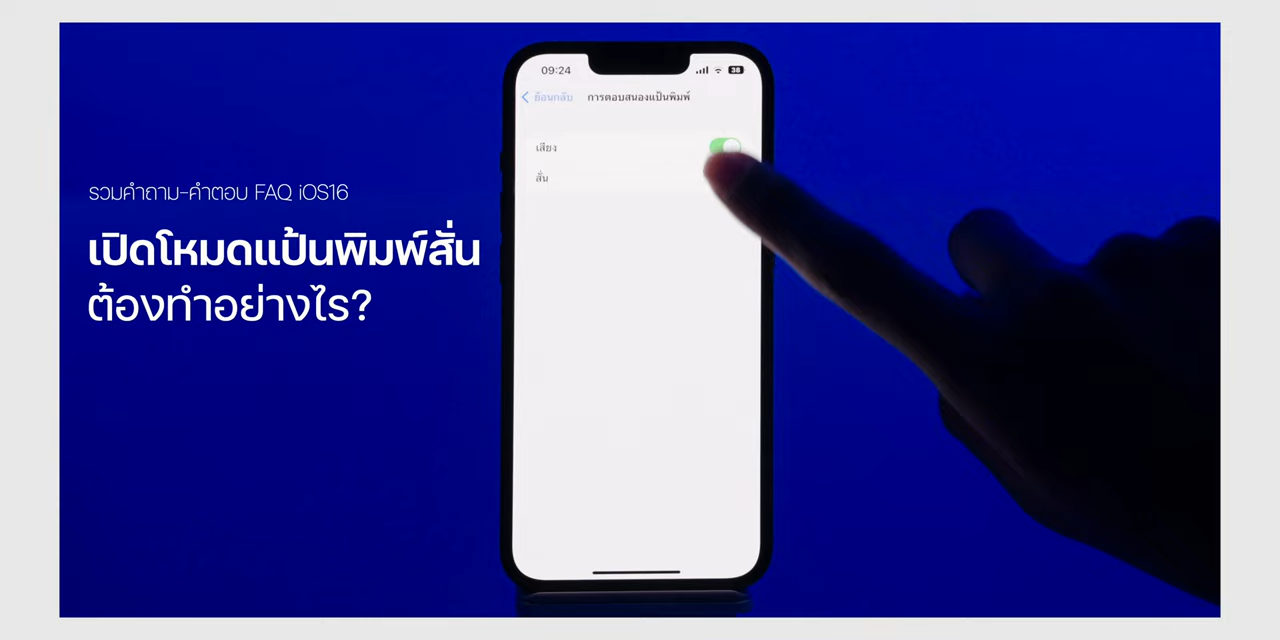 รวมคำถาม-คำตอบ FAQ iOS16
เปิดโหมดแป้นพิมพ์สั่น
ต้องทำอย่างไร?
09:24
38
ย้อนกลับ
การตอบสนองแป้นพิมพ์
เสียง
สั่น